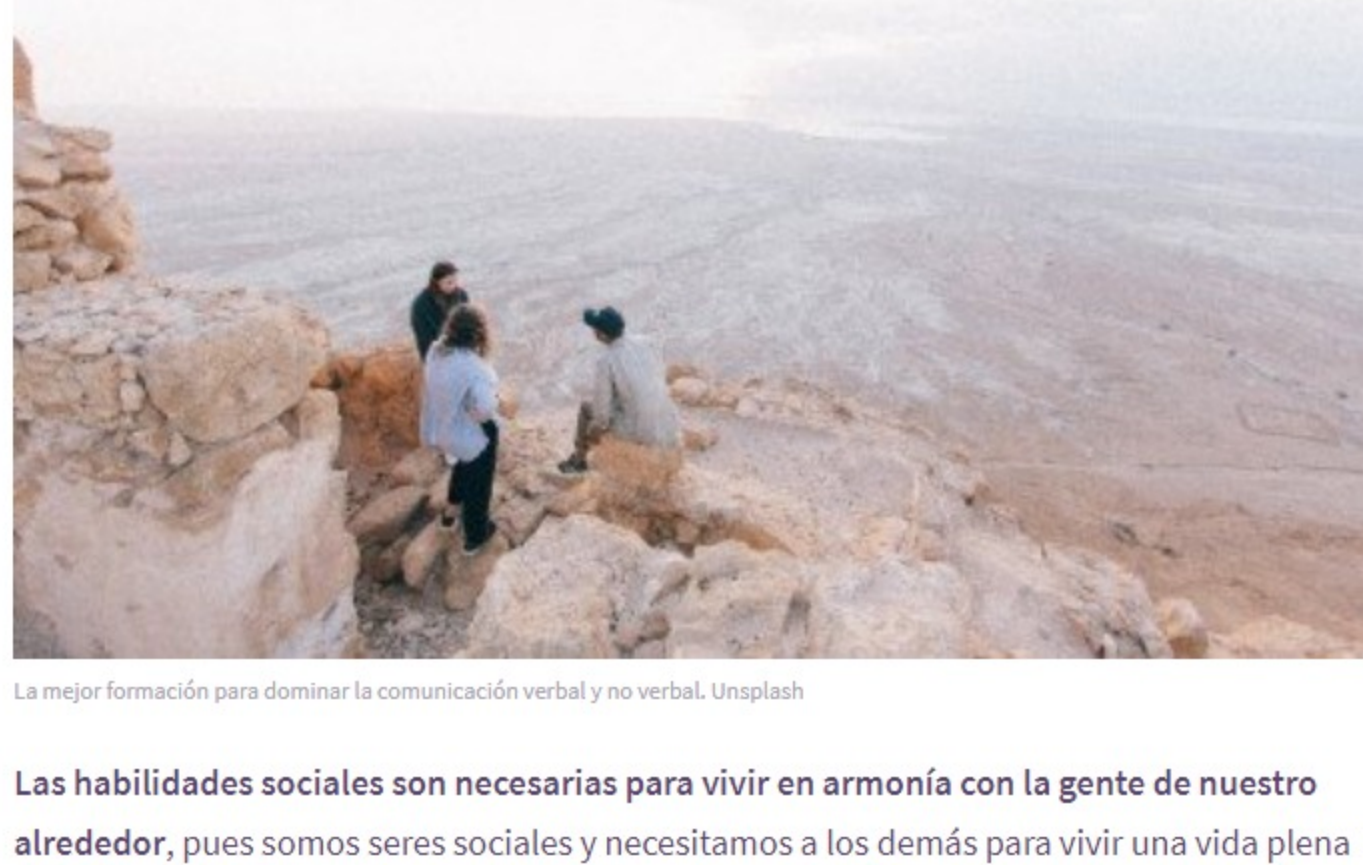 La mejor formación para dominar la comunicación verbal y no verbal. Unsplash
Las habilidades sociales son necesarias para vivir en armonía con la gente de nuestro
alrededor, pues somos seres sociales y necesitamos a los demás para vivir una vida plena